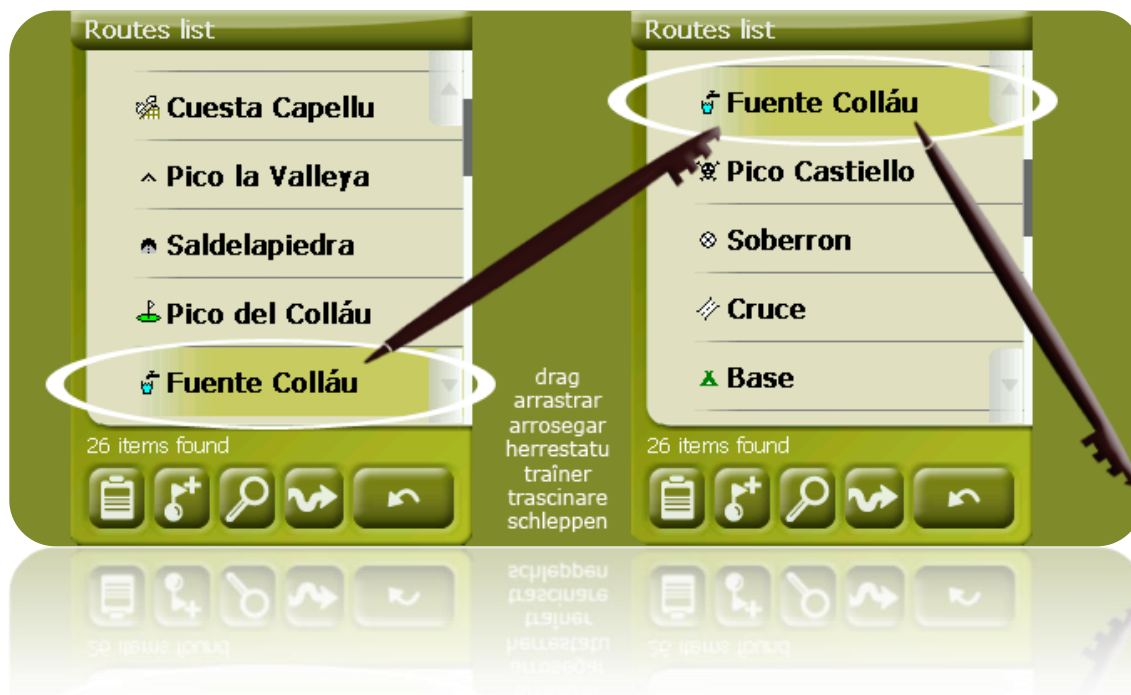 Routes list
Cuesta Capellu
Pico la Valleya
Saldelapiedra
Pico del Colláu
Fuente Colláu
26 items found
drag
arrastrar
arrosegar
herrestatu
traîner
trascinare
schleppen
Routes list
Fuente Colláu
Pico Castiello
Soberron
Cruce
Base
26 items found